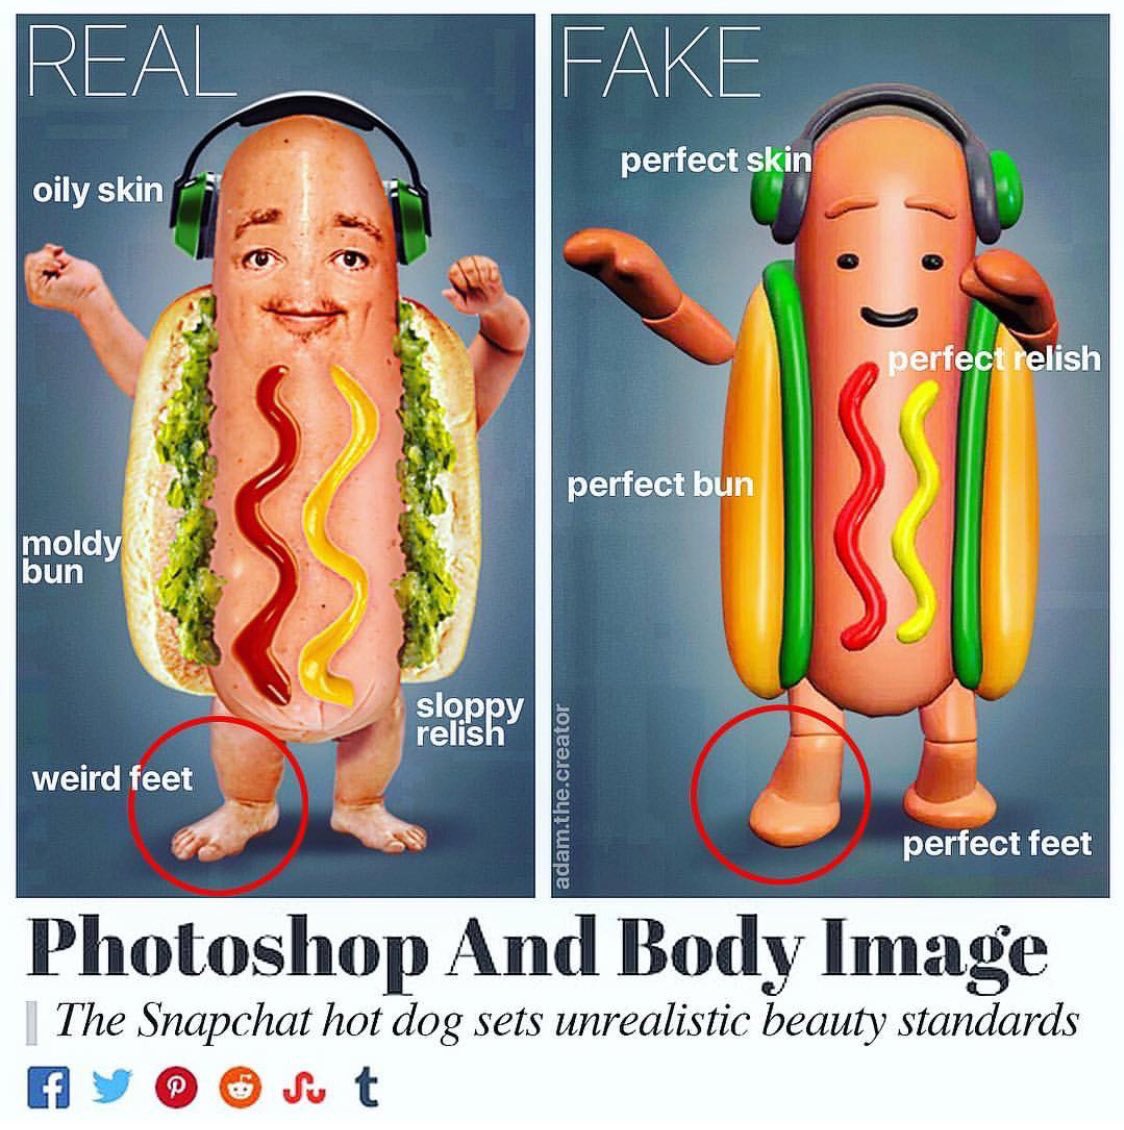 REAL
oily skin
moldy
bun
sloppy
relish
weird feet
FAKE
perfect skin
perfect relish
perfect bun
perfect feet
adam.the.creator
Photoshop And Body Image
The Snapchat hot dog sets unrealistic beauty standards